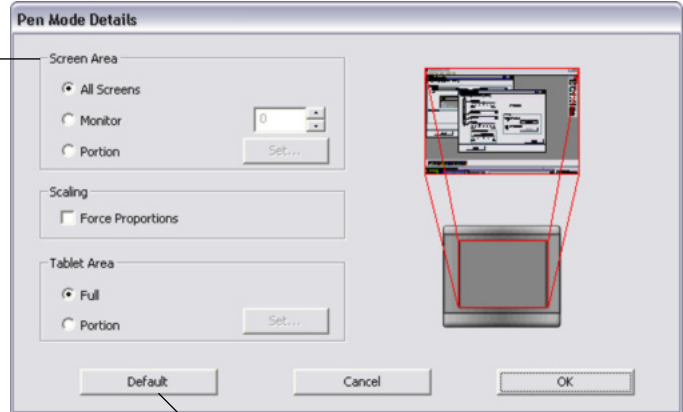 Pen Mode Details
Screen Area
All Screens
Monitor
0
Portion
Set...
Scaling
Force Proportions
Tablet Area
Full
Portion
Set...
Default
Cancel
OK